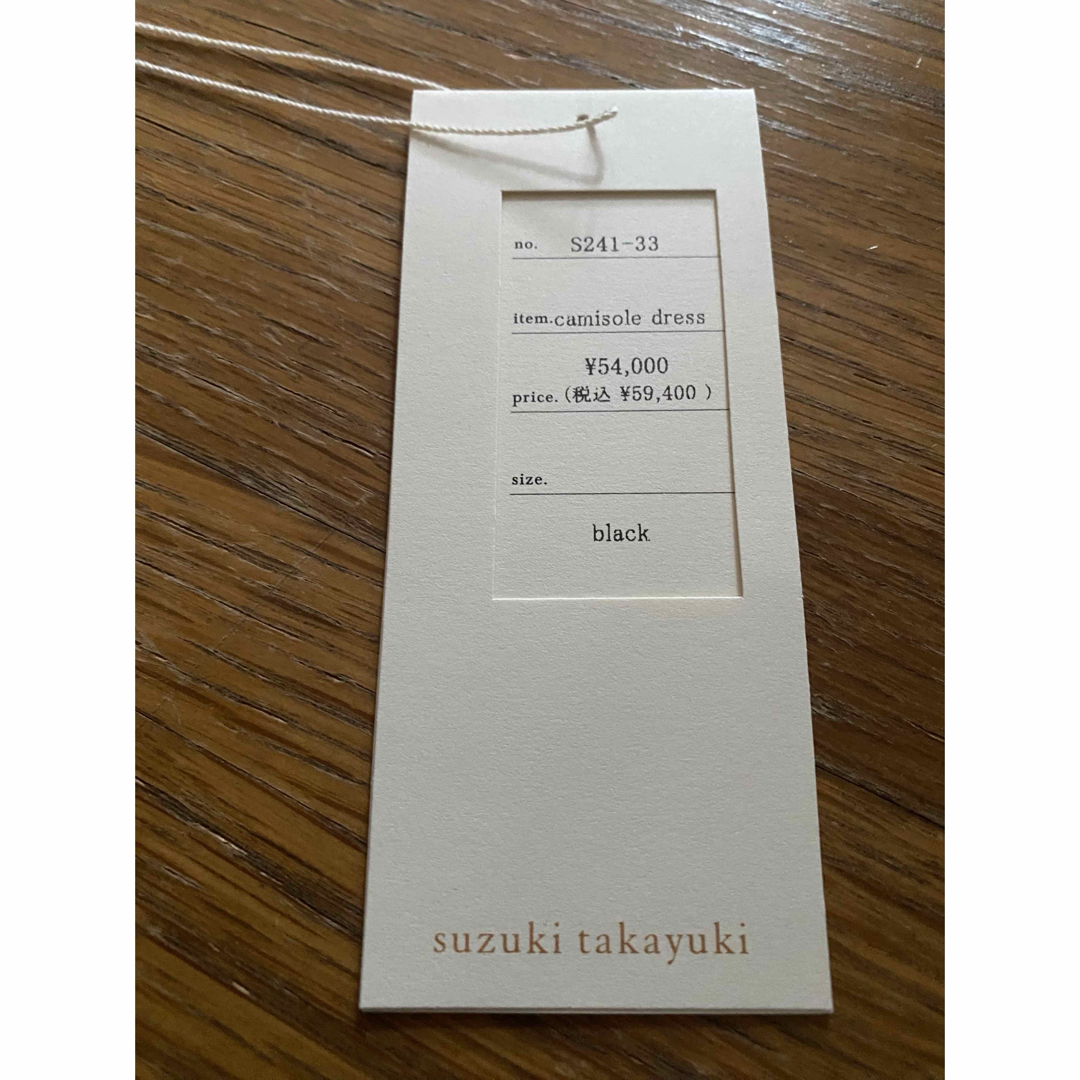 no. S241-33
item.camisole dress
¥54,000
price.(税込 ¥59,400 )
size.
black
suzuki takayuki